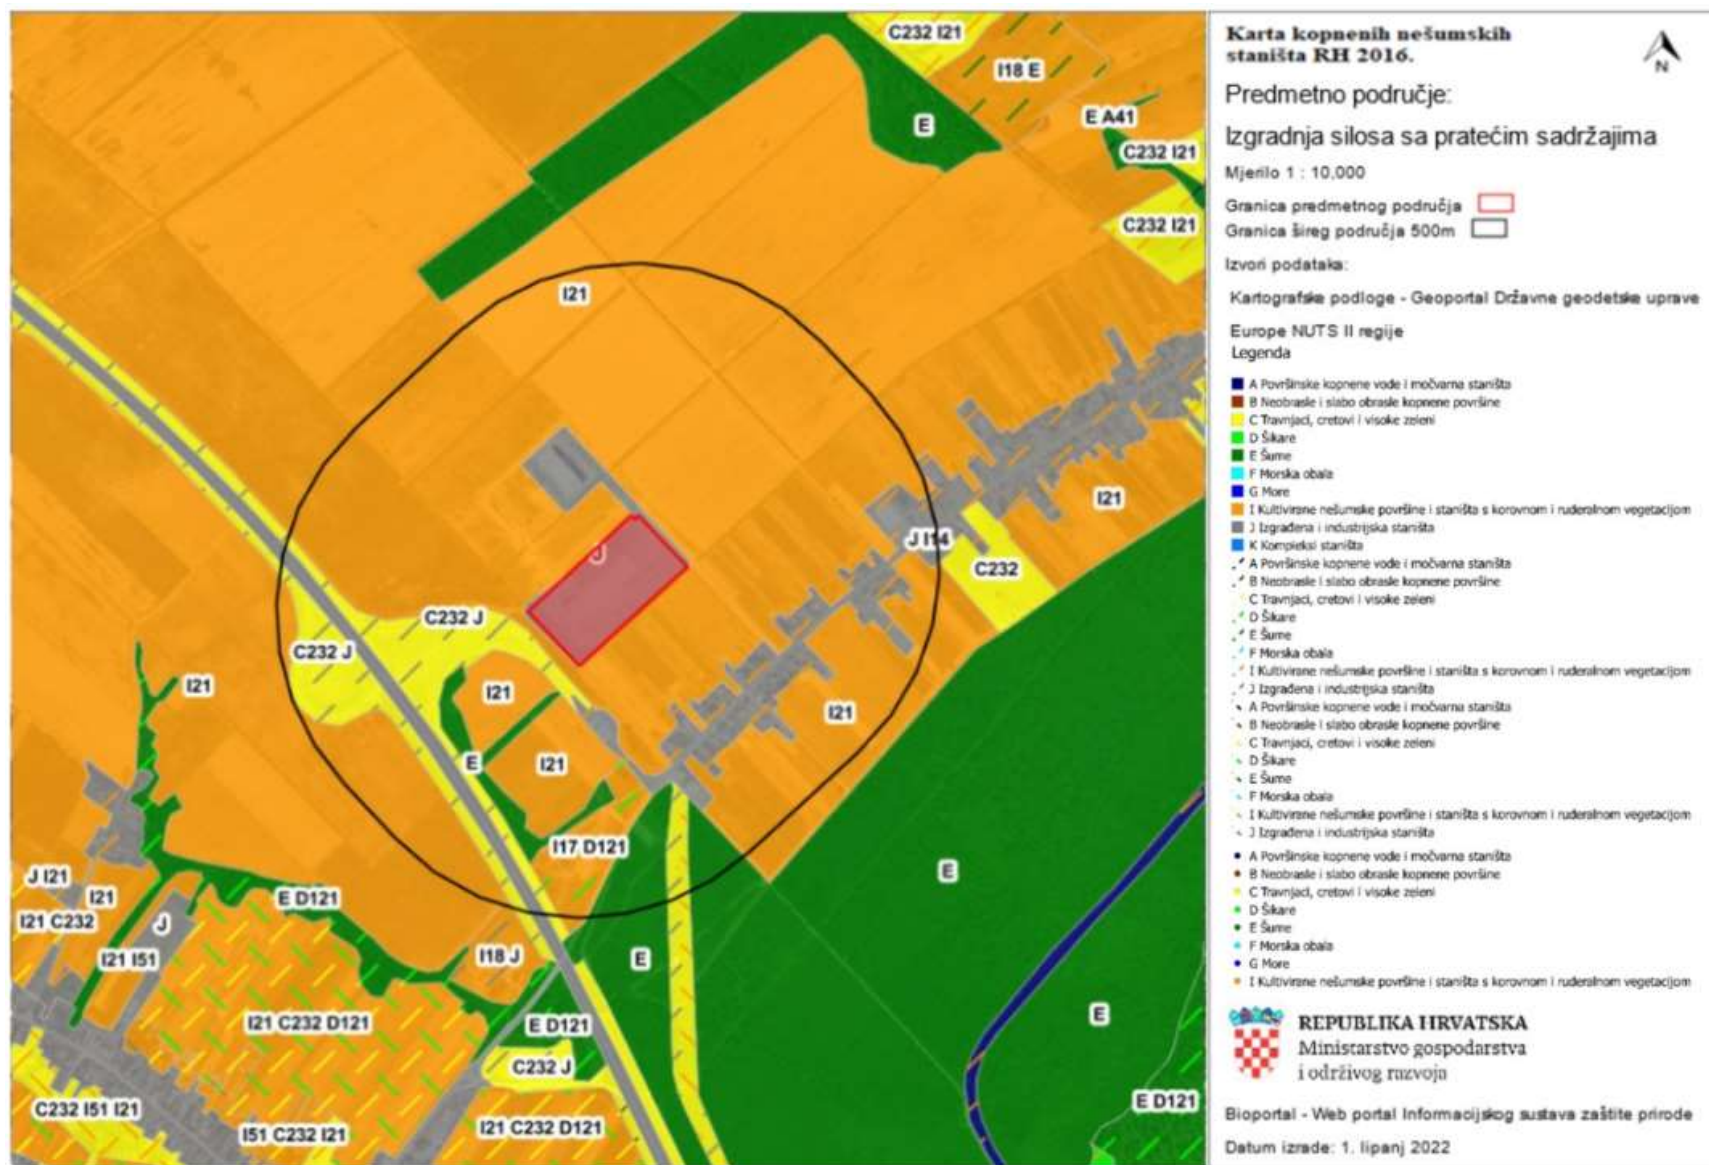 C232 I21
I18 E
E A41
E
C232 I21
C232 I21
I21
I21
J
J I14
C232
C232 J
C232 J
I21
I21
I21
I21
E
I17 D121
E
J I21
I21
I21 C232
J
E D121
I21 I51
I18 J
E
I21 C232 D121
E D121
E
C232 J
C232 I51 I21
I51 C232 I21
I21 C232 D121
E D121
Karta kopnenih nešumskih
staništa RH 2016.
N
Predmetno područje:
Izgradnja silosa sa pratećim sadržajima
Mjerilo 1 : 10,000
Granica predmetnog područja
Granica šireg područja 500m
Izvori podataka:
Kartografske podloge - Geoportal Državne geodetske uprave
Europe NUTS II regije
Legenda
A Površinske kopnene vode i močvarna staništa
B Neobrasle i slabo obrasle kopnene površine
C Travnjaci, cretovi i visoke zeleni
D Šikare
E Šume
F Morska obala
G More
I Kultivirane nešumske površine i staništa s korovnom i ruderalnom vegetacijom
J Izgrađena i industrijska staništa
K Kompleksi staništa
A Površinske kopnene vode i močvarna staništa
B Neobrasle i slabo obrasle kopnene površine
C Travnjaci, cretovi i visoke zeleni
D Šikare
E Šume
F Morska obala
I Kultivirane nešumske površine i staništa s korovnom i ruderalnom vegetacijom
J Izgrađena i industrijska staništa
A Površinske kopnene vode i močvarna staništa
B Neobrasle i slabo obrasle kopnene površine
C Travnjaci, cretovi i visoke zeleni
D Šikare
E Šume
F Morska obala
I Kultivirane nešumske površine i staništa s korovnom i ruderalnom vegetacijom
J Izgrađena i industrijska staništa
A Površinske kopnene vode i močvarna staništa
B Neobrasle i slabo obrasle kopnene površine
C Travnjaci, cretovi i visoke zeleni
D Šikare
E Šume
F Morska obala
G More
I Kultivirane nešumske površine i staništa s korovnom i ruderalnom vegetacijom
REPUBLIKA HRVATSKA
Ministarstvo gospodarstva
i održivog razvoja
Bioportal - Web portal Informacijskog sustava zaštite prirode
Datum izrade: 1. lipanj 2022